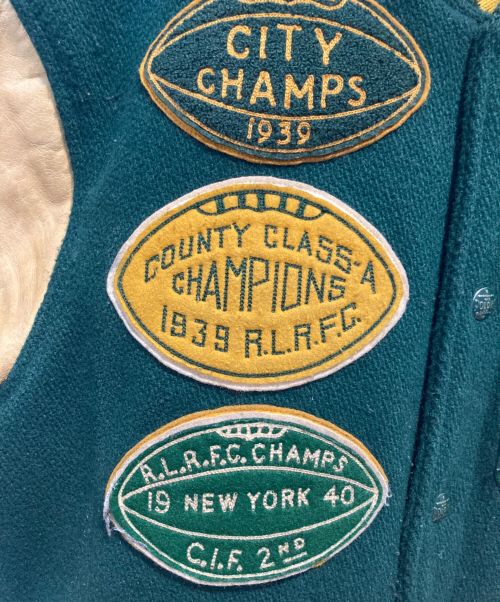 CITY
CHAMPS
1939
COUNTY CLASS-A
CHAMPIONS
1939 R.L.R.F.C.
R.L.R.F.C. CHAMPS
19 NEW YORK 40
C.I.F. 2ND